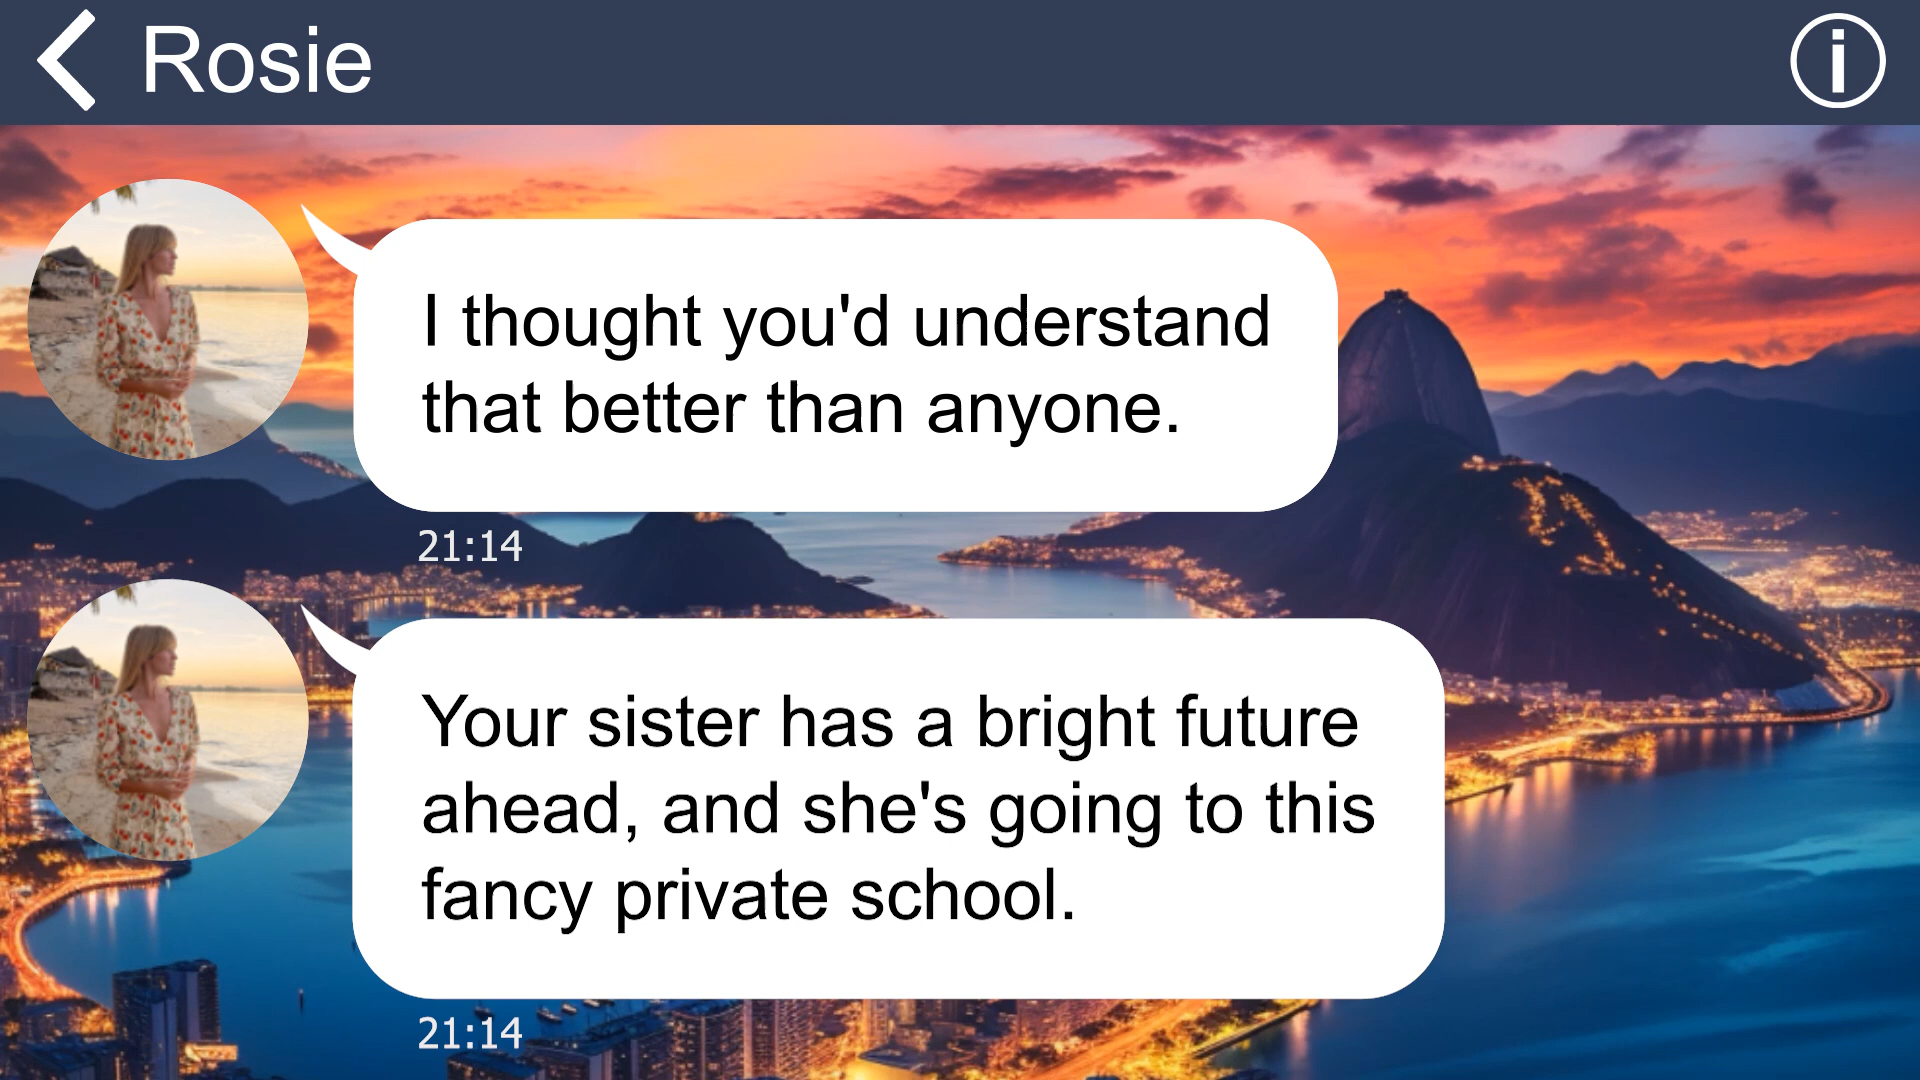 Rosie
I thought you'd understand
that better than anyone.
21:14
Your sister has a bright future
ahead, and she's going to this
fancy private school.
21:14